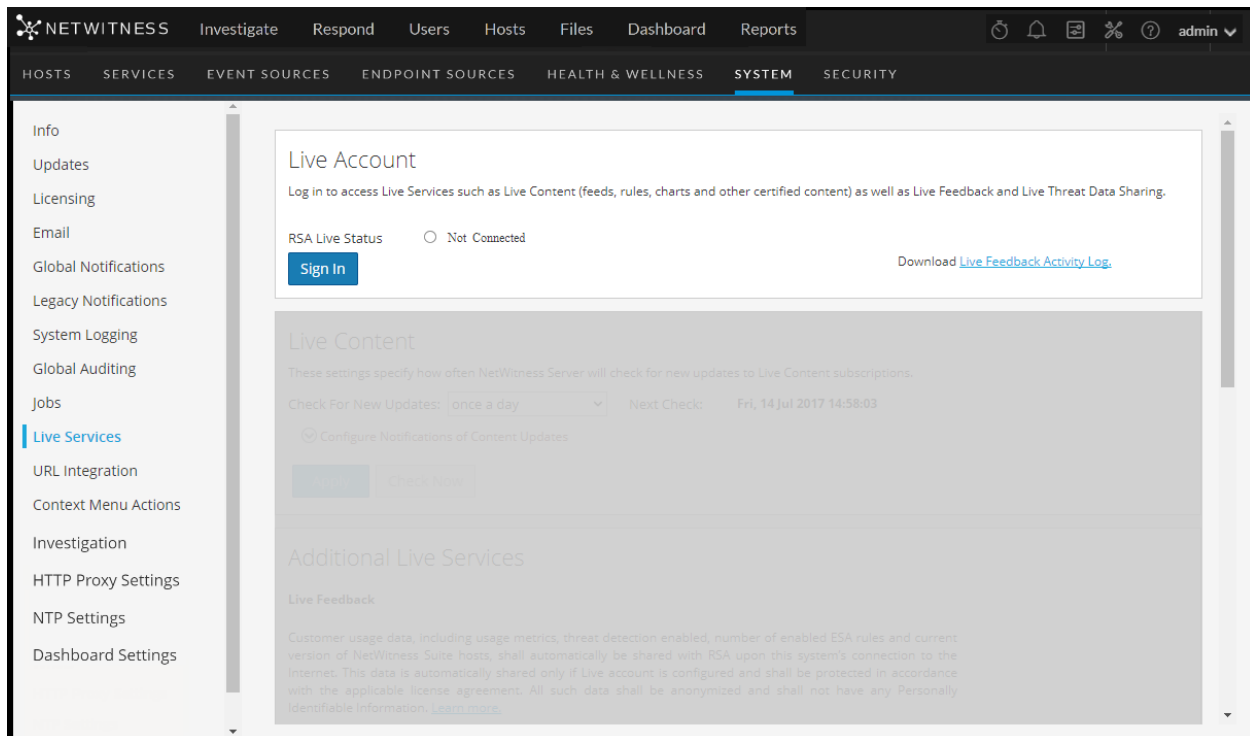 NETWITNESS Investigate Respond Users Hosts Files Dashboard Reports admin
HOSTS SERVICES EVENT SOURCES ENDPOINT SOURCES HEALTH & WELLNESS SYSTEM SECURITY
Info
Updates
Licensing
Email
Global Notifications
Legacy Notifications
System Logging
Global Auditing
Jobs
Live Services
URL Integration
Context Menu Actions
Investigation
HTTP Proxy Settings
NTP Settings
Dashboard Settings
Live Account
Log in to access Live Services such as Live Content (feeds, rules, charts and other certified content) as well as Live Feedback and Live Threat Data Sharing.
RSA Live Status Not Connected
Sign In
Download Live Feedback Activity Log.
Live Content
These settings specify how often NetWitness Server will check for new updates to Live Content subscriptions.
Check For New Updates: once a day Next Check: Fri, 14 Jul 2017 14:58:03
Configure Notifications of Content Updates
Apply Check Now
Additional Live Services
Live Feedback
Customer usage data, including usage metrics, threat detection enabled, number of enabled ESA rules and current
version of NetWitness Suite hosts, shall automatically be shared with RSA upon this system's connection to the
Internet. This data is automatically shared only if Live account is configured and shall be protected in accordance
with the applicable license agreement. All such data shall be anonymized and shall not have any Personally
Identifiable Information. Learn more.